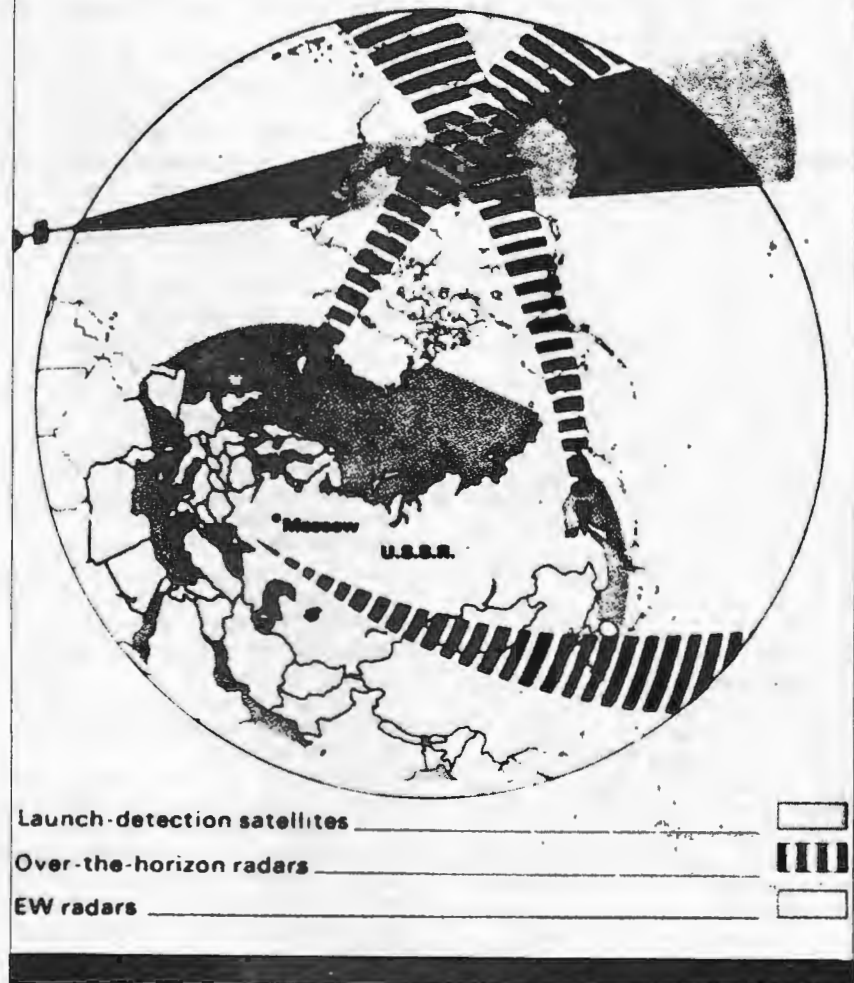 Moscow
U.S.S.R.
Launch-detection satellites
Over-the-horizon radars
EW radars